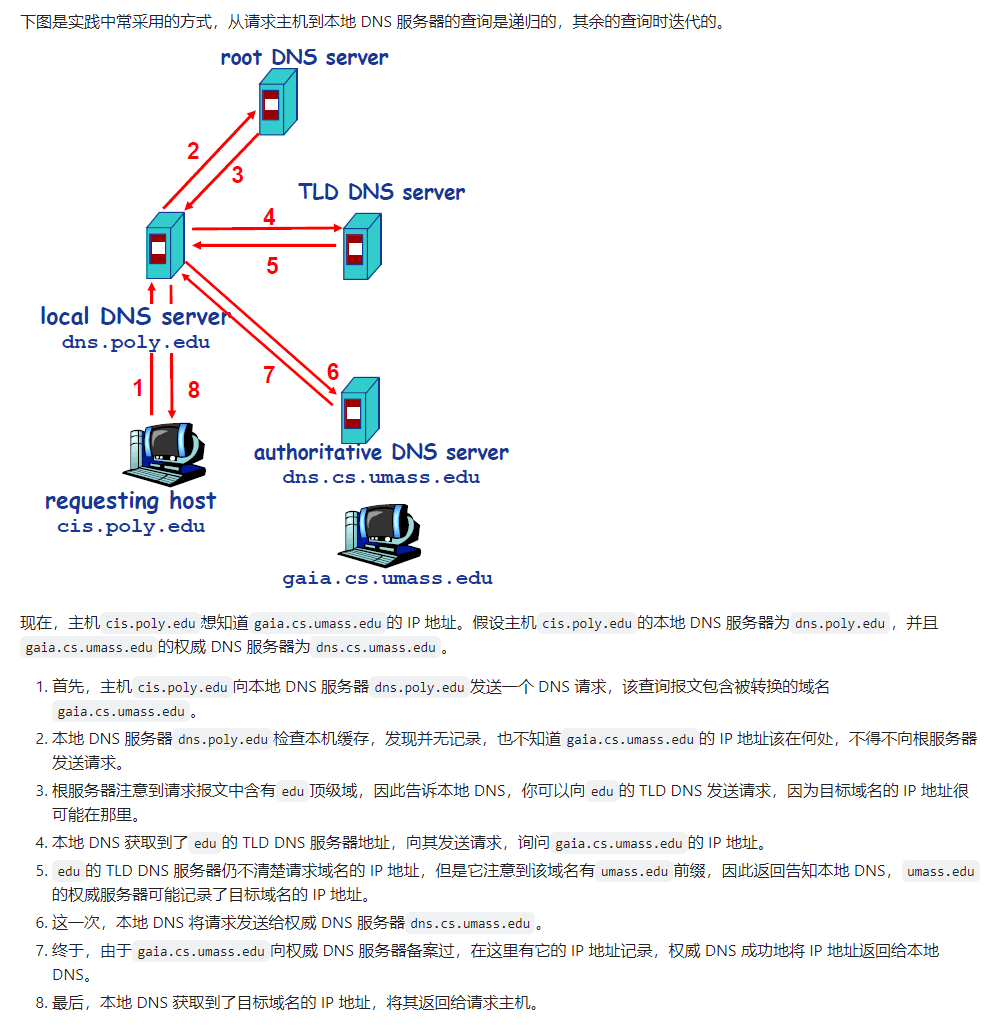 下图是实践中常采用的方式，从请求主机到本地 DNS 服务器的查询是递归的，其余的查询时迭代的。
root DNS server
2
3
TLD DNS server
4
5
local DNS server
dns.poly.edu
6
7
1
8
authoritative DNS server
dns.cs.umass.edu
requesting host
cis.poly.edu
gaia.cs.umass.edu
现在，主机 cis.poly.edu 想知道 gaia.cs.umass.edu 的 IP 地址。假设主机 cis.poly.edu 的本地 DNS 服务器为 dns.poly.edu ，并且
gaia.cs.umass.edu 的权威 DNS 服务器为 dns.cs.umass.edu 。
1. 首先，主机 cis.poly.edu 向本地 DNS 服务器 dns.poly.edu 发送一个 DNS 请求，该查询报文包含被转换的域名
gaia.cs.umass.edu 。
2. 本地 DNS 服务器 dns.poly.edu 检查本机缓存，发现并无记录，也不知道 gaia.cs.umass.edu 的 IP 地址该在何处，不得不向根服务器
发送请求。
3. 根服务器注意到请求报文中含有 edu 顶级域，因此告诉本地 DNS，你可以向 edu 的 TLD DNS 发送请求，因为目标域名的 IP 地址很
可能在那里。
4. 本地 DNS 获取到了 edu 的 TLD DNS 服务器地址，向其发送请求，询问 gaia.cs.umass.edu 的 IP 地址。
5. edu 的 TLD DNS 服务器仍不清楚请求域名的 IP 地址，但是它注意到该域名有 umass.edu 前缀，因此返回告知本地 DNS， umass.edu
的权威服务器可能记录了目标域名的 IP 地址。
6. 这一次，本地 DNS 将请求发送给权威 DNS 服务器 dns.cs.umass.edu 。
7. 终于，由于 gaia.cs.umass.edu 向权威 DNS 服务器备案过，在这里有它的 IP 地址记录，权威 DNS 成功地将 IP 地址返回给本地
DNS。
8. 最后，本地 DNS 获取到了目标域名的 IP 地址，将其返回给请求主机。